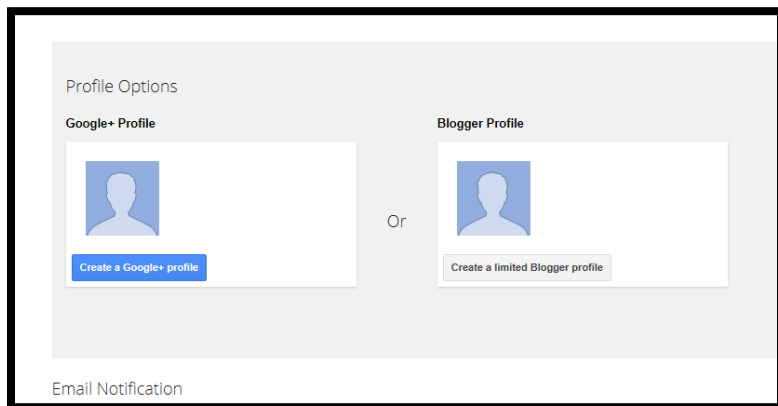 Profile Options
Google+ Profile
Blogger Profile
Or
Create a Google+ profile
Create a limited Blogger profile
Email Notification